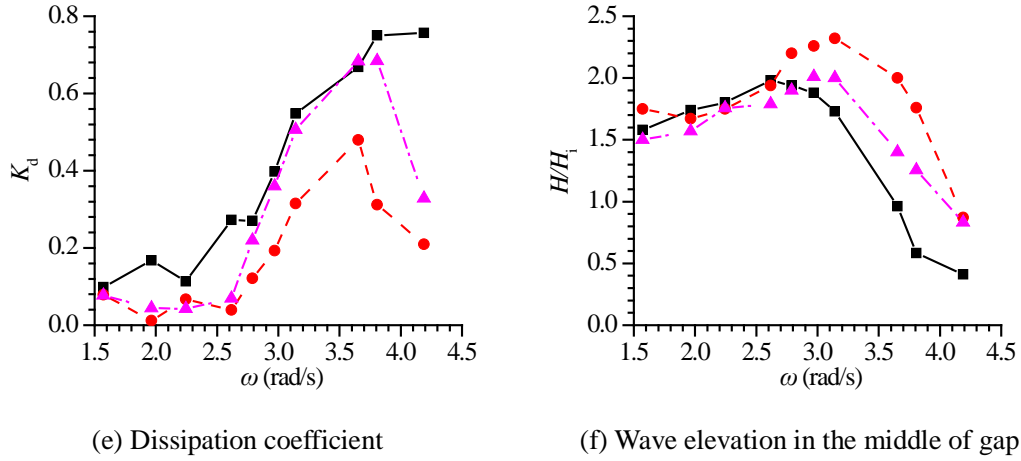 0.8
0.6
0.4
0.2
0.0
K_d
1.5 2.0 2.5 3.0 3.5 4.0 4.5
ω (rad/s)
(e) Dissipation coefficient
2.5
2.0
1.5
1.0
0.5
0.0
H/H_i
1.5 2.0 2.5 3.0 3.5 4.0 4.5
ω (rad/s)
(f) Wave elevation in the middle of gap